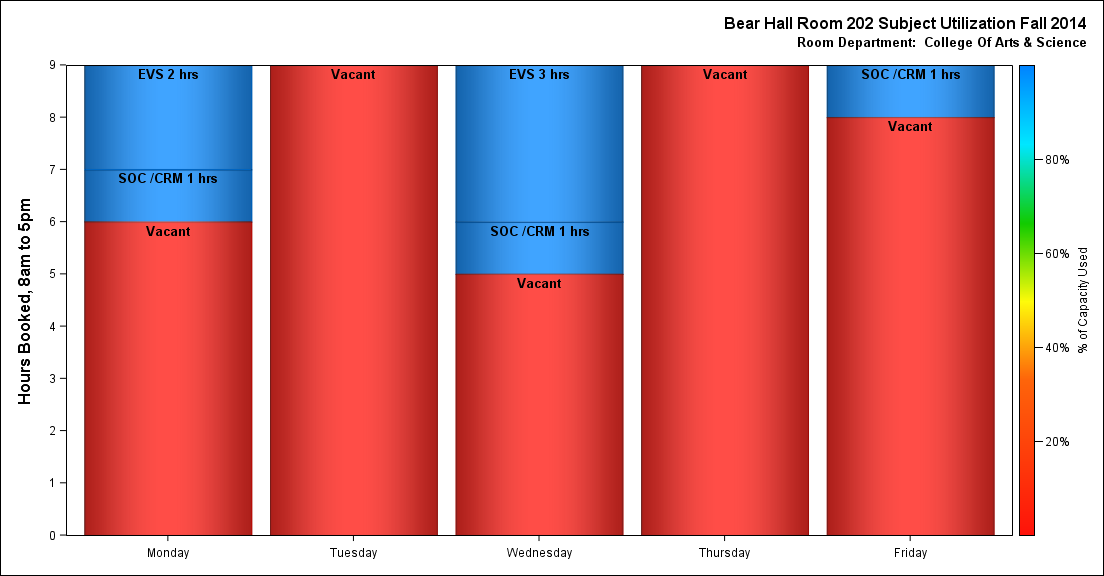 Bear Hall Room 202 Subject Utilization Fall 2014
Room Department:  College Of Arts & Science
Hours Booked, 8am to 5pm
9
8
7
6
5
4
3
2
1
0
EVS 2 hrs
SOC /CRM 1 hrs
Vacant
Vacant
EVS 3 hrs
SOC /CRM 1 hrs
Vacant
Vacant
SOC /CRM 1 hrs
Vacant
Monday
Tuesday
Wednesday
Thursday
Friday
80%
60%
40%
20%
% of Capacity Used